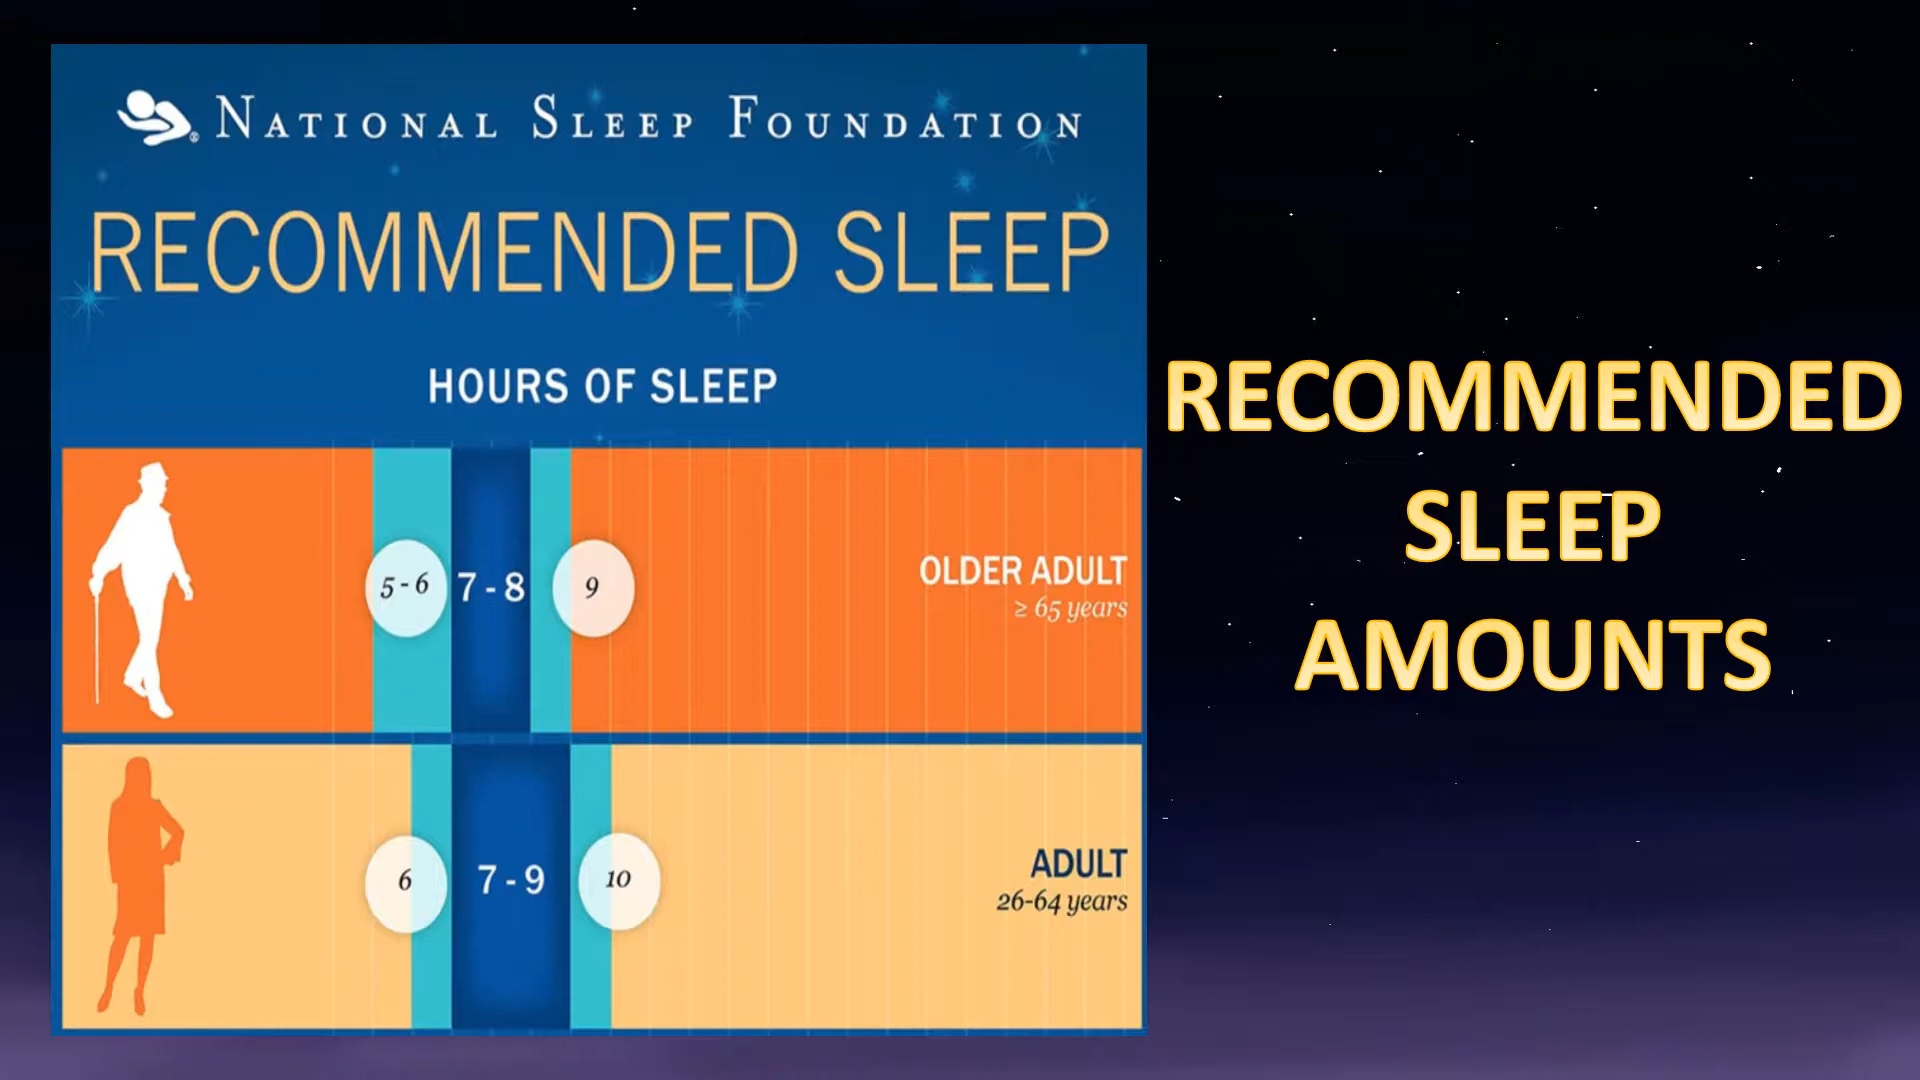 NATIONAL SLEEP FOUNDATION
RECOMMENDED SLEEP
HOURS OF SLEEP
5 - 6
7 - 8
9
OLDER ADULT
≥ 65 years
6
7 - 9
10
ADULT
26-64 years
RECOMMENDED
SLEEP
AMOUNTS